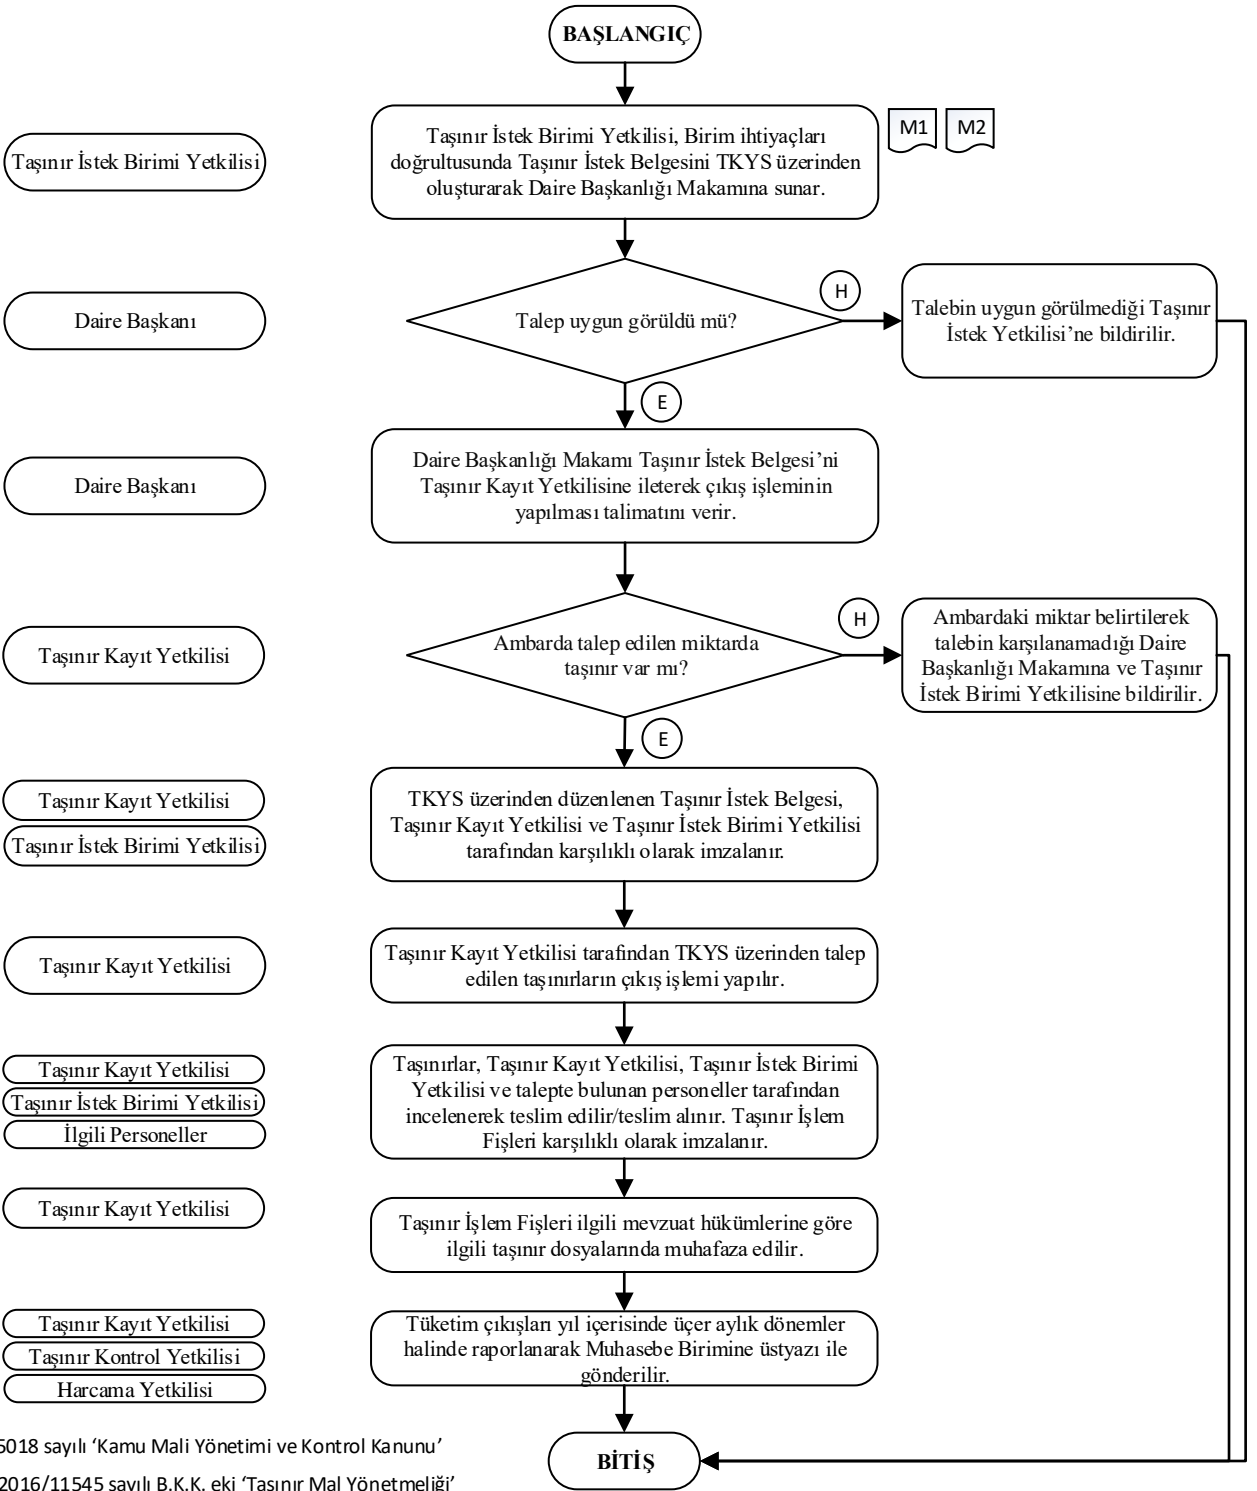 BAŞLANGIÇ
Taşınır İstek Birimi Yetkilisi
Taşınır İstek Birimi Yetkilisi, Birim ihtiyaçları
doğrultusunda Taşınır İstek Belgesini TKYS üzerinden
oluşturarak Daire Başkanlığı Makamına sunar.
M1
M2
Daire Başkanı
Talep uygun görüldü mü?
H
Talebin uygun görülmediği Taşınır
İstek Yetkilisi’ne bildirilir.
E
Daire Başkanı
Daire Başkanlığı Makamı Taşınır İstek Belgesi’ni
Taşınır Kayıt Yetkilisine ileterek çıkış işleminin
yapılması talimatını verir.
Taşınır Kayıt Yetkilisi
Ambarda talep edilen miktarda
taşınır var mı?
H
Ambardaki miktar belirtilerek
talebin karşılanamadığı Daire
Başkanlığı Makamına ve Taşınır
İstek Birimi Yetkilisine bildirilir.
E
Taşınır Kayıt Yetkilisi
Taşınır İstek Birimi Yetkilisi
TKYS üzerinden düzenlenen Taşınır İstek Belgesi,
Taşınır Kayıt Yetkilisi ve Taşınır İstek Birimi Yetkilisi
tarafından karşılıklı olarak imzalanır.
Taşınır Kayıt Yetkilisi
Taşınır Kayıt Yetkilisi tarafından TKYS üzerinden talep
edilen taşınırların çıkış işlemi yapılır.
Taşınır Kayıt Yetkilisi
Taşınır İstek Birimi Yetkilisi
İlgili Personeller
Taşınırlar, Taşınır Kayıt Yetkilisi, Taşınır İstek Birimi
Yetkilisi ve talepte bulunan personeller tarafından
incelenerek teslim edilir/teslim alınır. Taşınır İşlem
Fişleri karşılıklı olarak imzalanır.
Taşınır Kayıt Yetkilisi
Taşınır İşlem Fişleri ilgili mevzuat hükümlerine göre
ilgili taşınır dosyalarında muhafaza edilir.
Taşınır Kayıt Yetkilisi
Taşınır Kontrol Yetkilisi
Harcama Yetkilisi
Tüketim çıkışları yıl içerisinde üçer aylık dönemler
halinde raporlanarak Muhasebe Birimine üstyazı ile
gönderilir.
5018 sayılı ‘Kamu Mali Yönetimi ve Kontrol Kanunu’
BİTİŞ
2016/11545 sayılı B.K.K. eki ‘Taşınır Mal Yönetmeliği’